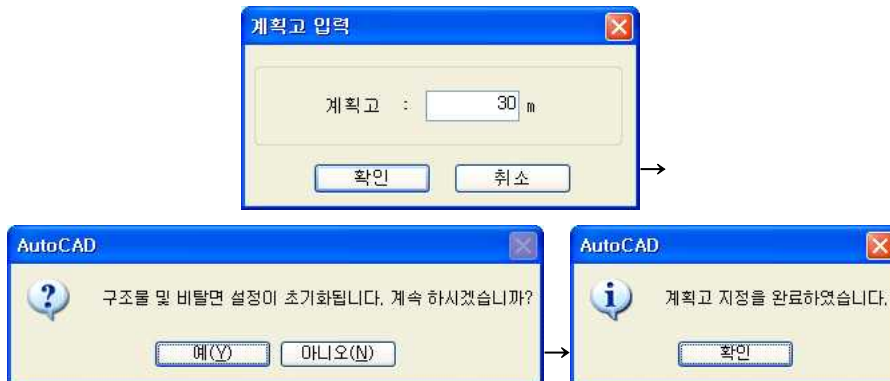 계획고 입력
계획고 : 30 m
확인 취소
→
AutoCAD
구조물 및 비탈면 설정이 초기화됩니다. 계속 하시겠습니까?
예(Y) 아니오(N)
→
AutoCAD
계획고 지정을 완료하였습니다.
확인